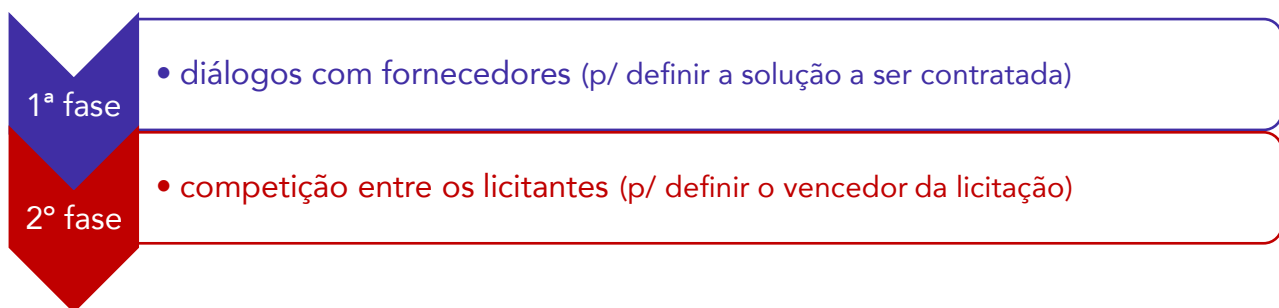 1ª fase
• diálogos com fornecedores (p/ definir a solução a ser contratada)
2º fase
• competição entre os licitantes (p/ definir o vencedor da licitação)